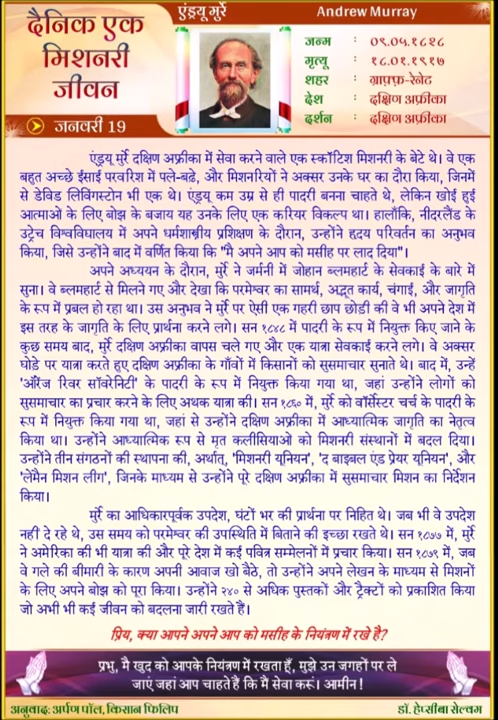 दैनिक एक
मिशनरी
जीवन
जनवरी 19
एंड्रयू मुर्रे
Andrew Murray
जन्म : ०९.०५.१८२८
मृत्यु : १८.०१.१९१७
शहर : ग्राफ़्फ़-रेनेट
देश : दक्षिण अफ्रीका
दर्शन : दक्षिण अफ्रीका
एंड्रयू मुर्रे दक्षिण अफ्रीका में सेवा करने वाले एक स्कॉटिश मिशनरी के बेटे थे। वे एक
बहुत अच्छे ईसाई परवरिश में पले-बढे, और मिशनरियों ने अक्सर उनके घर का दौरा किया, जिनमें
से डेविड लिविंगस्टोन भी एक थे। एंड्रयू कम उम्र से ही पादरी बनना चाहते थे, लेकिन खोई हुई
आत्माओं के लिए बोझ के बजाय यह उनके लिए एक करियर विकल्प था। हालाँकि, नीदरलैंड के
उट्रेच विश्वविधालय में अपने धर्मशास्त्रीय प्रशिक्षण के दौरान, उन्होंने हृदय परिवर्तन का अनुभव
किया, जिसे उन्होंने बाद में वर्णित किया कि "मै अपने आप को मसीह पर लाद दिया"।
अपने अध्ययन के दौरान, मुर्रे ने जर्मनी में जोहान ब्लमहार्ट के सेवकाई के बारे में
सुना। वे ब्लमहार्ट से मिलने गए और देखा कि परमेश्वर का सामर्थ, अद्भुत कार्य, चंगाई, और जागृति
के रूप में प्रबल हो रहा था। उस अनुभव ने मुर्रे पर ऐसी एक गहरी छाप छोडी की वे भी अपने देश में
इस तरह के जागृति के लिए प्रार्थना करने लगे। सन १८४८ में पादरी के रूप में नियुक्त किए जाने के
कुछ समय बाद, मुर्रे दक्षिण अफ्रीका वापस चले गए और एक यात्रा सेवकाई करने लगे। वे अक्सर
घोडे पर यात्रा करते हुए दक्षिण अफ्रीका के गाँवों में किसानों को सुसमाचार सुनाते थे। बाद में, उन्हें
'ऑरेंज रिवर सॉवरेनिटी' के पादरी के रूप में नियुक्त किया गया था, जहां उन्होंने लोगों को
सुसमाचार का प्रचार करने के लिए अथक यात्रा की। सन १८६० में, मुर्रे को वॉर्सेस्टर चर्च के पादरी के
रूप में नियुक्त किया गया था, जहां से उन्होंने दक्षिण अफ्रीका में आध्यात्मिक जागृति का नेतृत्व
किया था। उन्होंने आध्यात्मिक रूप से मृत कलीसियाओ को मिशनरी संस्थानों में बदल दिया।
उन्होंने तीन संगठनों की स्थापना की, अर्थात्, 'मिशनरी यूनियन', 'द बाइबल एंड प्रेयर यूनियन', और
'लेमैन मिशन लीग', जिनके माध्यम से उन्होंने पूरे दक्षिण अफ्रीका में सुसमाचार मिशन का निर्देशन
किया।
मुर्रे का आधिकारपूर्वक उपदेश, घंटों भर की प्रार्थना पर निहित थे। जब भी वे उपदेश
नहीं दे रहे थे, उस समय को परमेश्वर की उपस्थिति में बिताने की इच्छा रखते थे। सन १८७७ में, मुर्रे
ने अमेरिका की भी यात्रा की और पूरे देश में कई पवित्र सम्मेलनों में प्रचार किया। सन १८७९ में, जब
वे गले की बीमारी के कारण अपनी आवाज खो बैठे, तो उन्होंने अपने लेखन के माध्यम से मिशनों
के लिए अपने बोझ को पूरा किया। उन्होंने २४० से अधिक पुस्तकों और ट्रैक्टों को प्रकाशित किया
जो अभी भी कई जीवन को बदलना जारी रखते हैं।
प्रिय, क्या आपने अपने आप को मसीह के नियंत्रण में रखे है?
प्रभु, मै खुद को आपके नियंत्रण में रखता हूँ, मुझे उन जगहों पर ले
जाएं जहां आप चाहते हैं कि मैं सेवा करूं। आमीन !
अनुवाद: अर्पण पॉल, किसान फिलिप
डॉ. हेप्सीबा सेल्वम